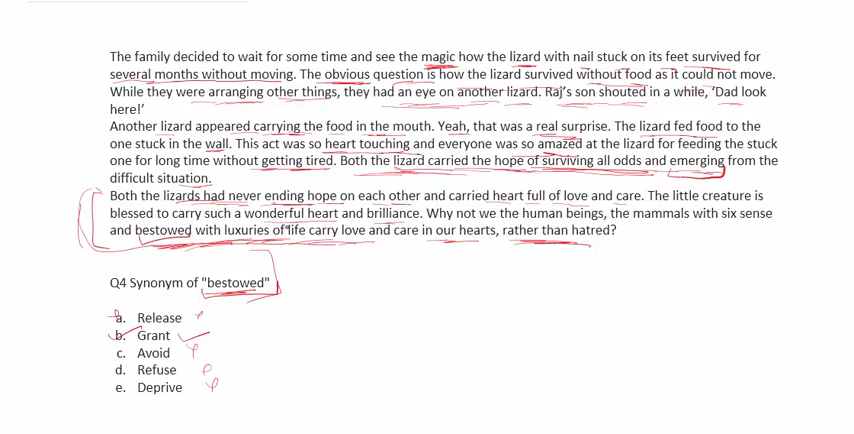 The family decided to wait for some time and see the magic how the lizard with nail stuck on its feet survived for
several months without moving. The obvious question is how the lizard survived without food as it could not move.
While they were arranging other things, they had an eye on another lizard. Raj's son shouted in a while, 'Dad look
here!'
Another lizard appeared carrying the food in the mouth. Yeah, that was a real surprise. The lizard fed food to the
one stuck in the wall. This act was so heart touching and everyone was so amazed at the lizard for feeding the stuck
one for long time without getting tired. Both the lizard carried the hope of surviving all odds and emerging from the
difficult situation.
Both the lizards had never ending hope on each other and carried heart full of love and care. The little creature is
blessed to carry such a wonderful heart and brilliance. Why not we the human beings, the mammals with six sense
and bestowed with luxuries of life carry love and care in our hearts, rather than hatred?
Q4 Synonym of "bestowed"
a. Release
b. Grant
c. Avoid
d. Refuse
e. Deprive